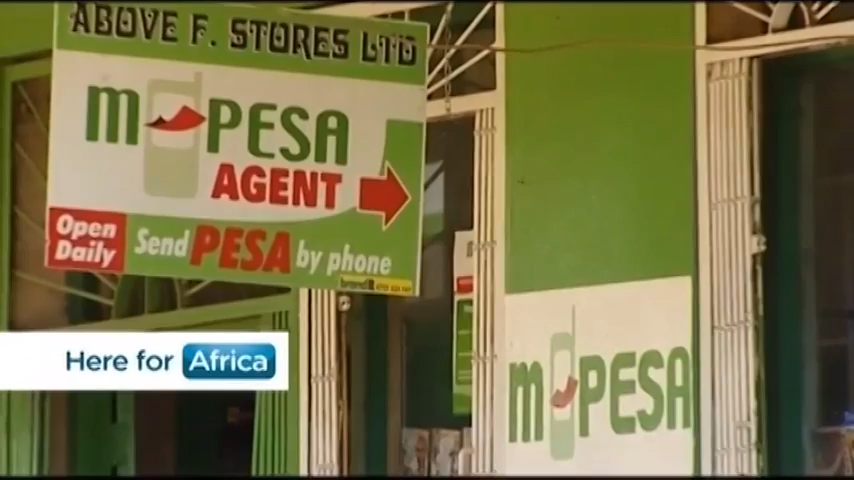 ABOVE F. STORES LTD
M-PESA
AGENT
Open
Daily
Send PESA by phone
Here for Africa
M-PESA